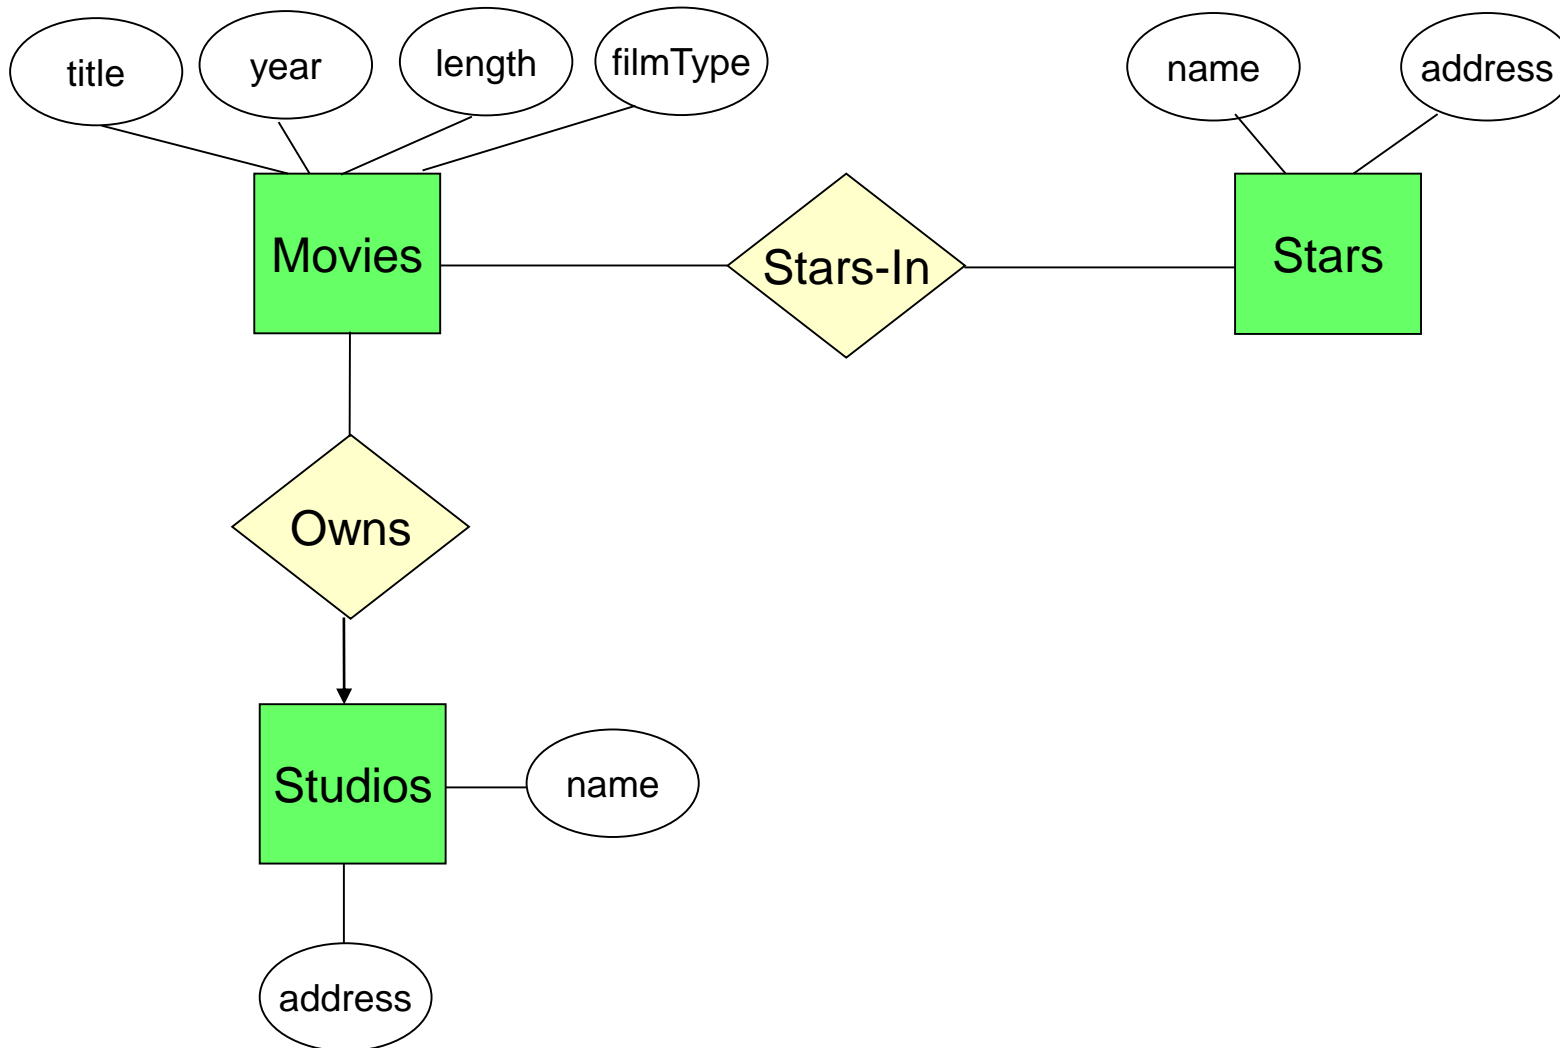 title
year
length
filmType
name
address
Movies
Stars-In
Stars
Owns
Studios
name
address